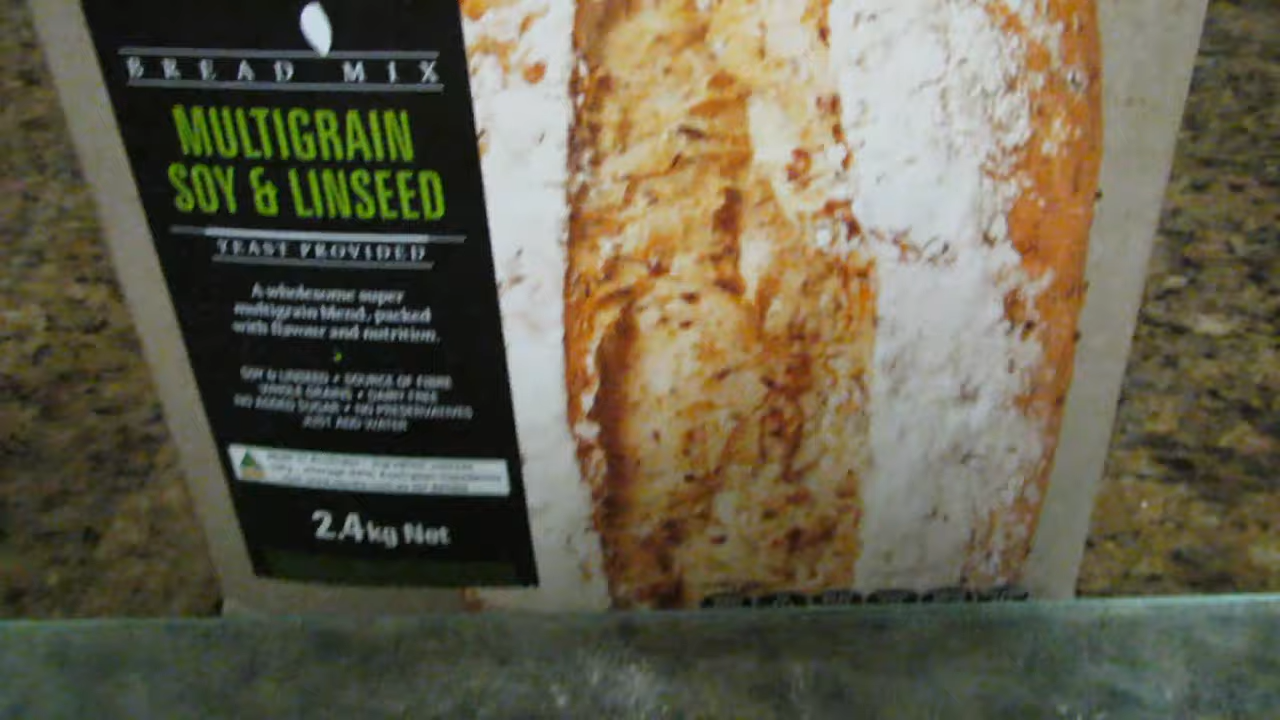 BREAD MIX
MULTIGRAIN
SOY & LINSEED
YEAST PROVIDED
A wholesome super
multigrain blend, packed
with flavour and nutrition.
SOY & LINSEED • SOURCE OF FIBRE
WHOLE GRAINS • DAIRY FREE
NO ADDED SUGAR • NO PRESERVATIVES
JUST ADD WATER
2.4kg Net